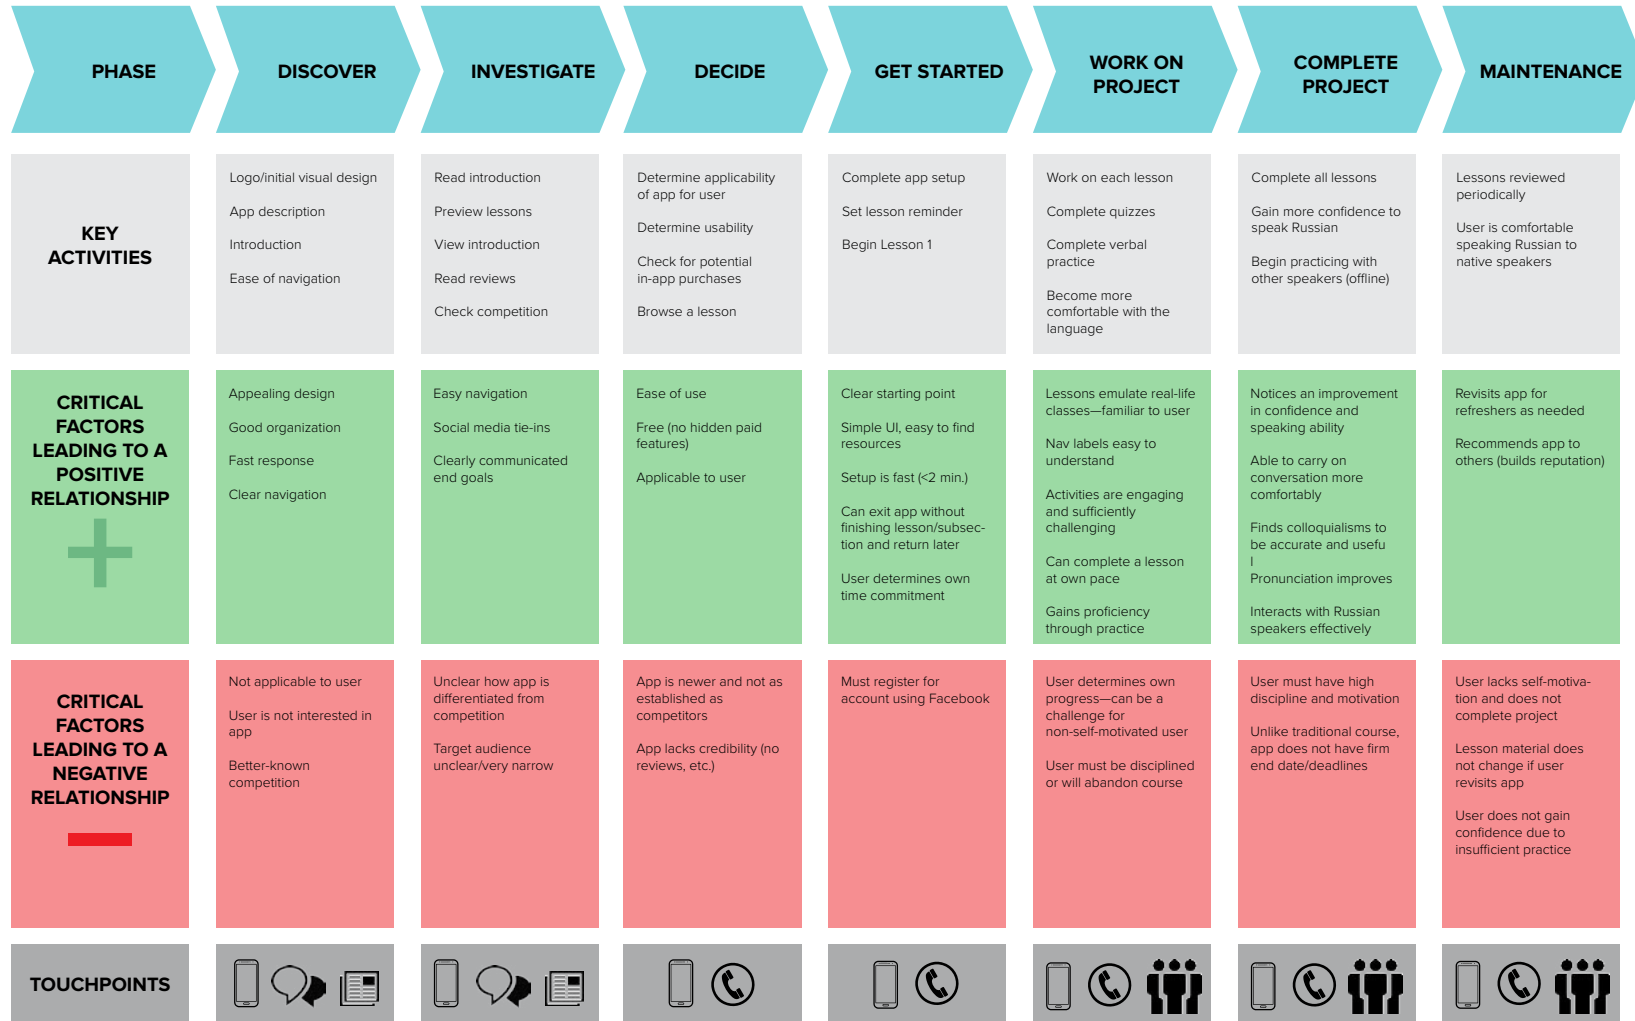 PHASE
DISCOVER
INVESTIGATE
DECIDE
GET STARTED
WORK ON
PROJECT
COMPLETE
PROJECT
MAINTENANCE
KEY
ACTIVITIES
Logo/initial visual design
App description
Introduction
Ease of navigation
Read introduction
Preview lessons
View introduction
Read reviews
Check competition
Determine applicability
of app for user
Determine usability
Check for potential
in-app purchases
Browse a lesson
Complete app setup
Set lesson reminder
Begin Lesson 1
Work on each lesson
Complete quizzes
Complete verbal
practice
Become more
comfortable with the
language
Complete all lessons
Gain more confidence to
speak Russian
Begin practicing with
other speakers (offline)
Lessons reviewed
periodically
User is comfortable
speaking Russian to
native speakers
CRITICAL
FACTORS
LEADING TO A
POSITIVE
RELATIONSHIP
Appealing design
Good organization
Fast response
Clear navigation
Easy navigation
Social media tie-ins
Clearly communicated
end goals
Ease of use
Free (no hidden paid
features)
Applicable to user
Clear starting point
Simple UI, easy to find
resources
Setup is fast (<2 min.)
Can exit app without
finishing lesson/subsec-
tion and return later
User determines own
time commitment
Lessons emulate real-life
classes—familiar to user
Nav labels easy to
understand
Activities are engaging
and sufficiently
challenging
Can complete a lesson
at own pace
Gains proficiency
through practice
Notices an improvement
in confidence and
speaking ability
Able to carry on
conversation more
comfortably
Finds colloquialisms to
be accurate and usefu
l
Pronunciation improves
Interacts with Russian
speakers effectively
Revisits app for
refreshers as needed
Recommends app to
others (builds reputation)
CRITICAL
FACTORS
LEADING TO A
NEGATIVE
RELATIONSHIP
Not applicable to user
User is not interested in
app
Better-known
competition
Unclear how app is
differentiated from
competition
Target audience
unclear/very narrow
App is newer and not as
established as
competitors
App lacks credibility (no
reviews, etc.)
Must register for
account using Facebook
User determines own
progress—can be a
challenge for
non-self-motivated user
User must be disciplined
or will abandon course
User must have high
discipline and motivation
Unlike traditional course,
app does not have firm
end date/deadlines
User lacks self-motiva-
tion and does not
complete project
Lesson material does
not change if user
revisits app
User does not gain
confidence due to
insufficient practice
TOUCHPOINTS